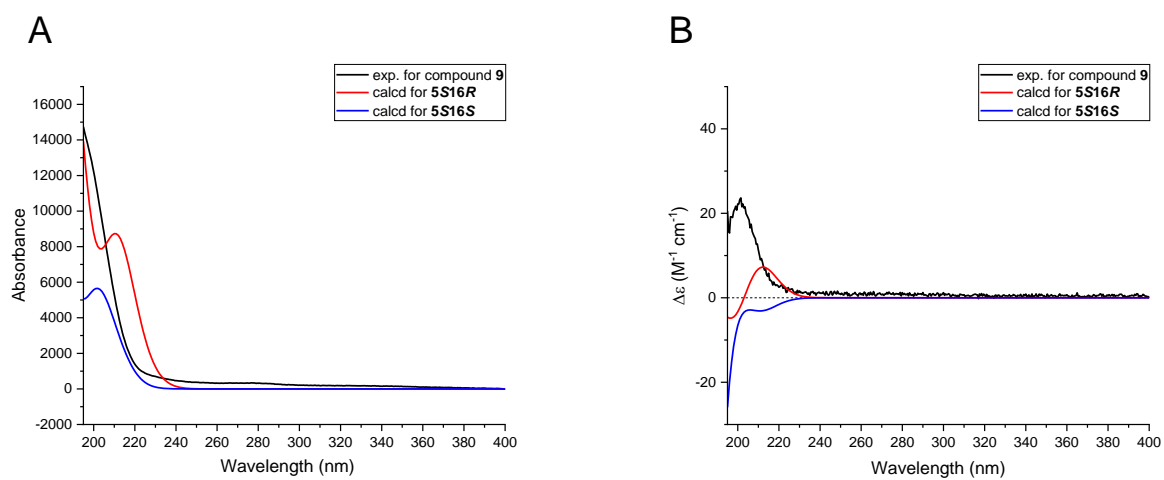 A
B
exp. for compound 9
calcd for 5S16R
calcd for 5S16S
exp. for compound 9
calcd for 5S16R
calcd for 5S16S
16000
14000
12000
10000
8000
6000
4000
2000
0
-2000
Absorbance
200 220 240 260 280 300 320 340 360 380 400
Wavelength (nm)
40
20
0
-20
Δε (M⁻¹ cm⁻¹)
200 220 240 260 280 300 320 340 360 380 400
Wavelength (nm)